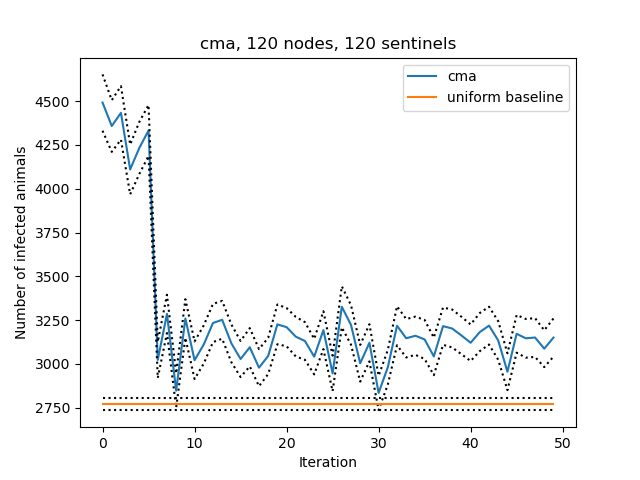 cma, 120 nodes, 120 sentinels
cma
uniform baseline
Number of infected animals
4500
4250
4000
3750
3500
3250
3000
2750
0 10 20 30 40 50
Iteration